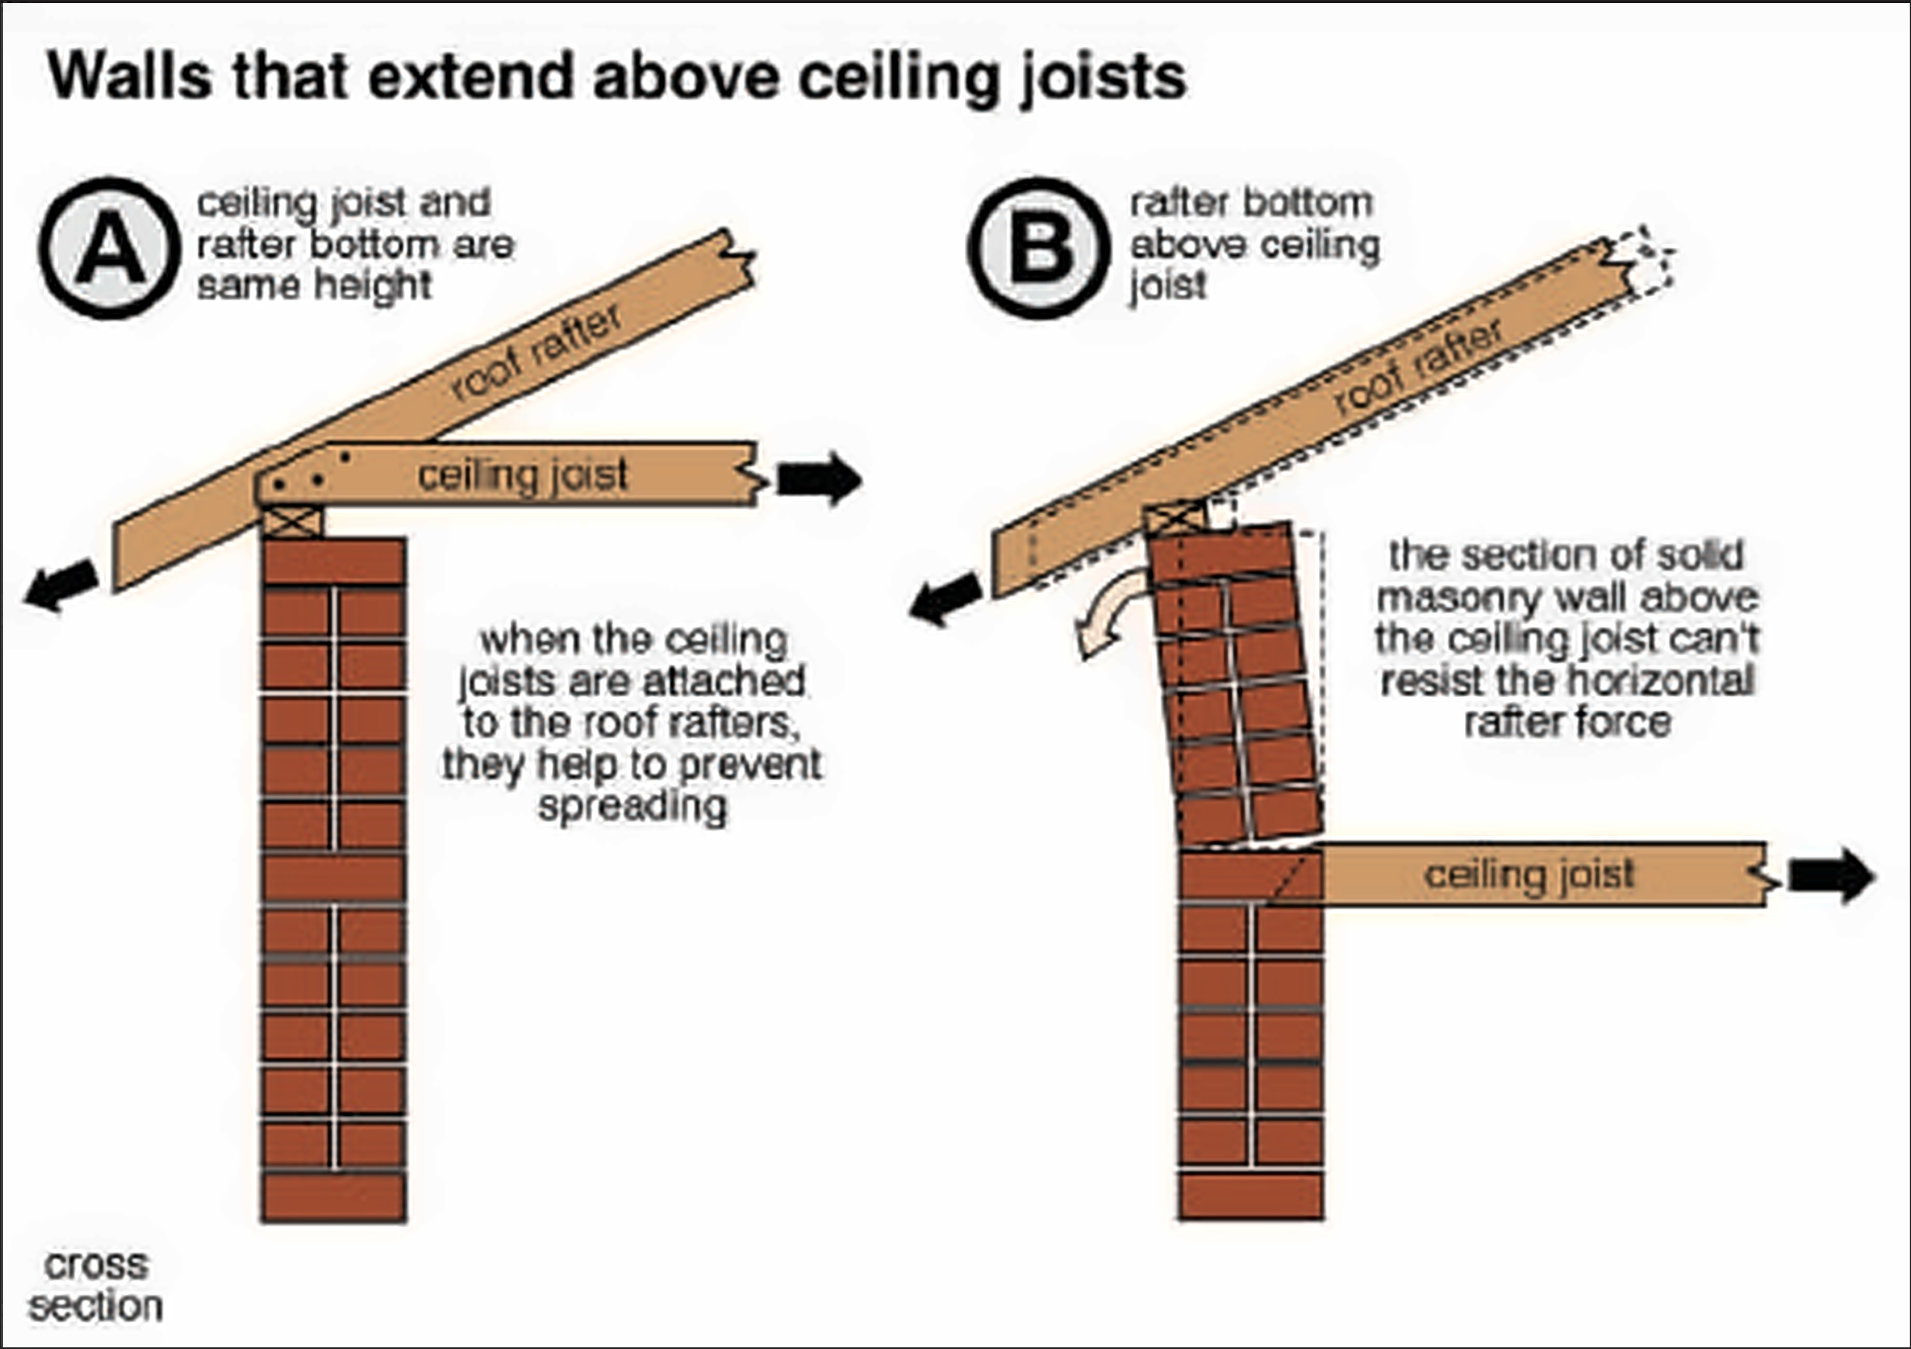 Walls that extend above ceiling joists
A
ceiling joist and
rafter bottom are
same height
roof rafter
ceiling joist
when the ceiling
joists are attached
to the roof rafters,
they help to prevent
spreading
B
rafter bottom
above ceiling
joist
roof rafter
the section of solid
masonry wall above
the ceiling joist can't
resist the horizontal
rafter force
ceiling joist
cross
section